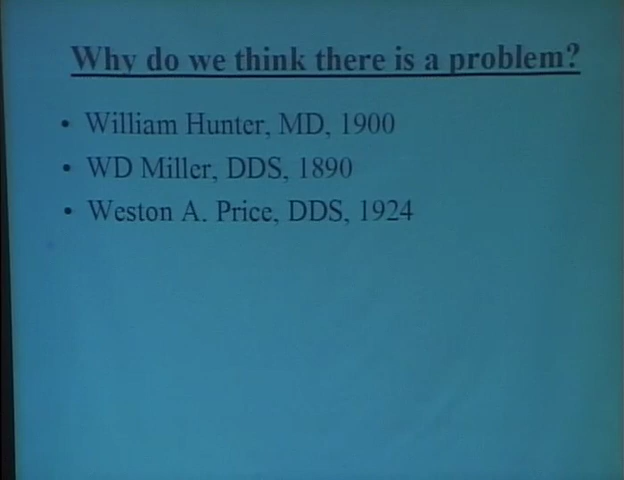 Why do we think there is a problem?
• William Hunter, MD, 1900
• WD Miller, DDS, 1890
• Weston A. Price, DDS, 1924